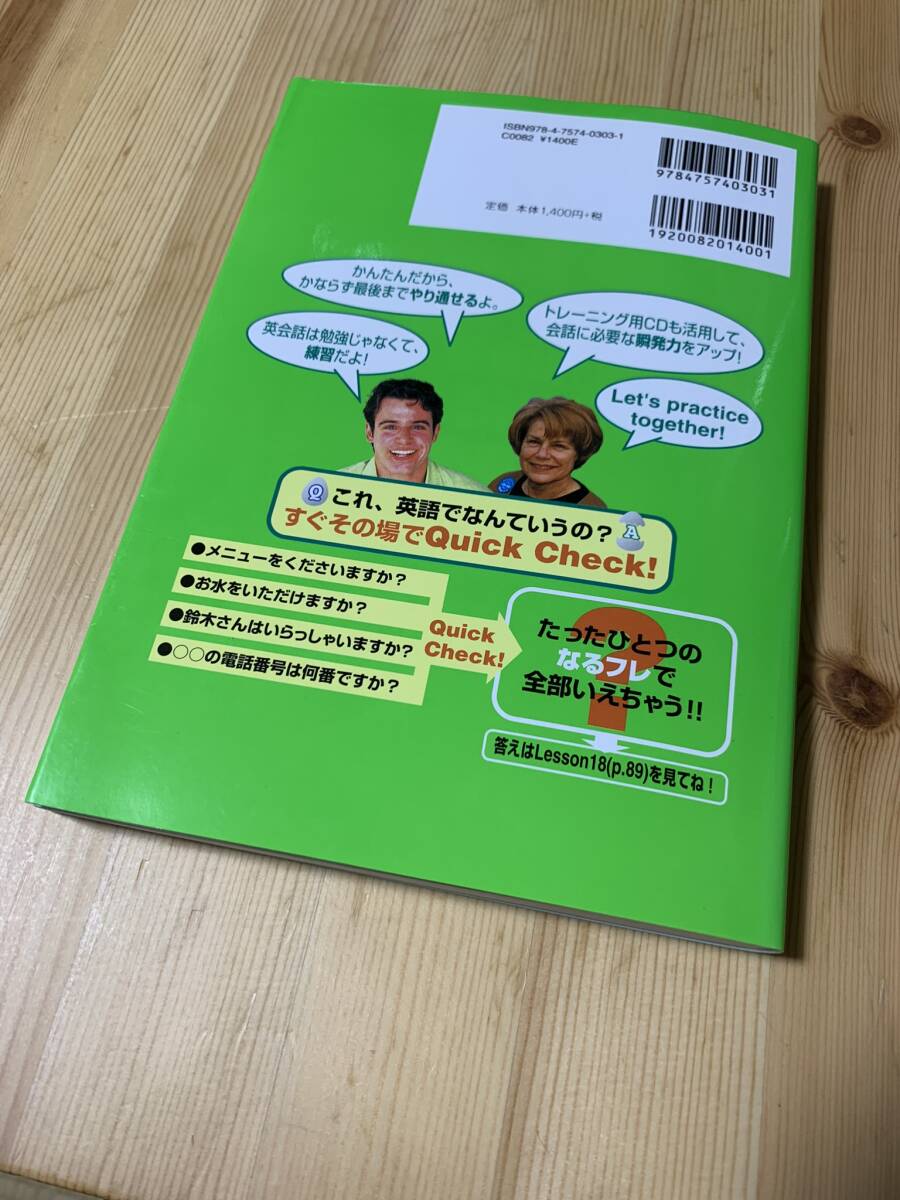 ISBN978-4-7574-0303-1
C0082 ¥1400E
9784757403031
定価 本体1,400円+税
1920082014001
かんたんだから、
かならず最後までやり通せるよ。
英会話は勉強じゃなくて、
練習だよ!
トレーニング用CDも活用して、
会話に必要な瞬発力をアップ!
Let's practice
together!
Q これ、英語でなんていうの? A
すぐその場でQuick Check!
●メニューをくださいますか?
●お水をいただけますか?
●鈴木さんはいらっしゃいますか?
●○○の電話番号は何番ですか?
Quick
Check!
?
たったひとつの
なるフレで
全部いえちゃう!!
答えはLesson18(p.89)を見てね!